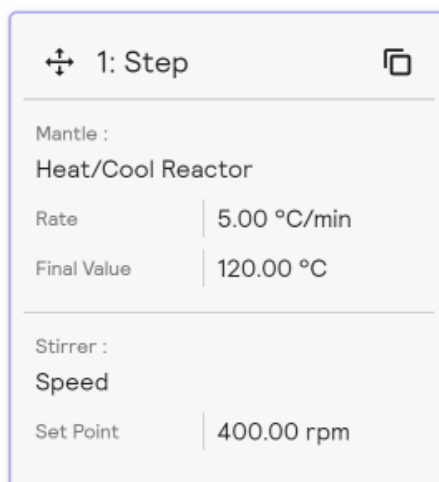 1: Step
Mantle :
Heat/Cool Reactor
Rate 5.00 °C/min
Final Value 120.00 °C
Stirrer :
Speed
Set Point 400.00 rpm